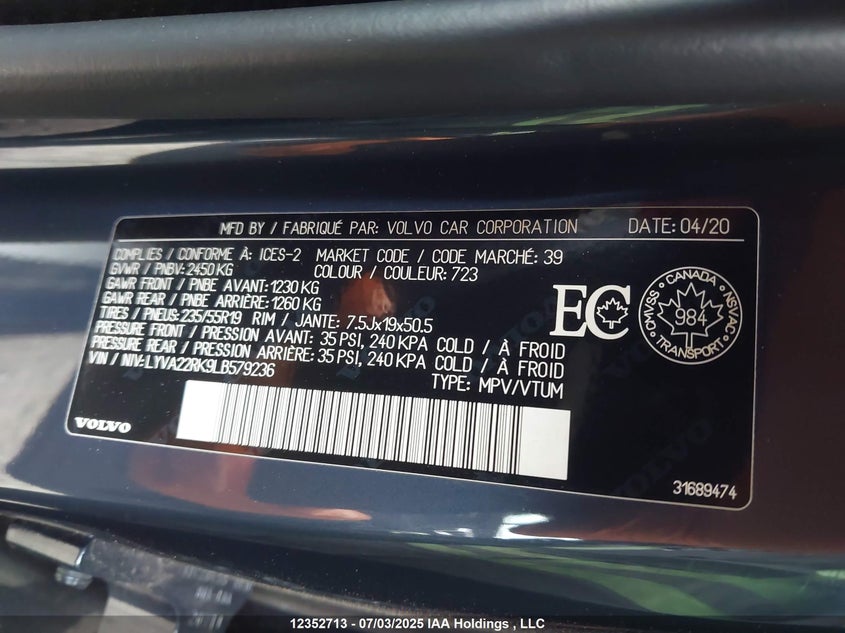 MFD BY / FABRIQUÉ PAR: VOLVO CAR CORPORATION DATE: 04/20
COMPLIES / CONFORME À: ICES-2 MARKET CODE / CODE MARCHÉ: 39
GVWR / PNBV: 2450 KG COLOUR / COULEUR: 723
GAWR FRONT / PNBE AVANT: 1230 KG
GAWR REAR / PNBE ARRIÈRE: 1260 KG
TIRES / PNEUS: 235/55R19 RIM / JANTE: 7.5Jx19x50.5
PRESSURE FRONT / PRESSION AVANT: 35 PSI, 240 KPA COLD / À FROID
PRESSURE REAR / PRESSION ARRIÈRE: 35 PSI, 240 KPA COLD / À FROID
VIN / NIV: LYVA22RK9LB579236
TYPE: MPV/VTUM
EC
CANADA
CMVSS
984
NSVAC
TRANSPORT
VOLVO
31689474
12352713 - 07/03/2025 IAA Holdings , LLC